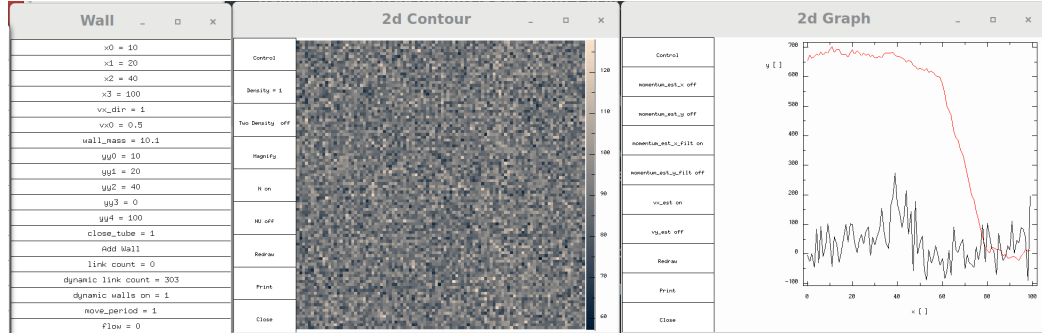 Wall
x0 = 10
x1 = 20
x2 = 40
x3 = 100
vx_dir = 1
vx0 = 0.5
wall_mass = 10.1
yy0 = 10
yy1 = 20
yy2 = 40
yy3 = 0
yy4 = 100
close_tube = 1
Add Wall
link count = 0
dynamic link count = 303
dynamic walls on = 1
move_period = 1
flow = 0
2d Contour
Control
Density = 1
Two Density off
Magnify
N on
NU off
Redraw
Print
Close
120
110
100
90
80
70
60
2d Graph
Control
momentum_est_x off
momentum_est_y off
momentum_est_x_filt on
momentum_est_y_filt off
vx_est on
vy_est off
Redraw
Print
Close
y []
700
600
500
400
300
200
100
0
-100
0 20 40 60 80 100
x []